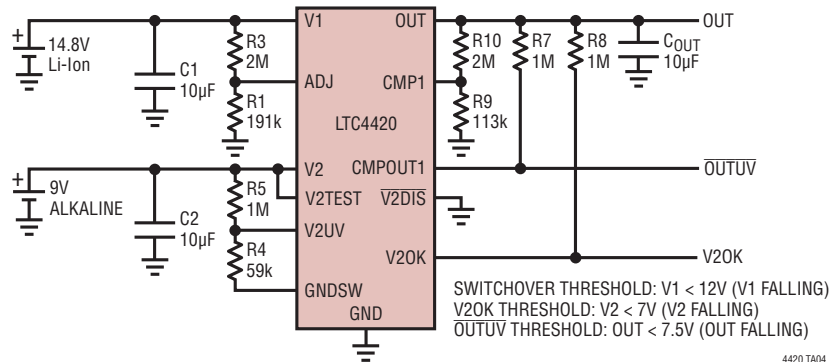 V1
OUT
OUT
+
14.8V
Li-Ion
C1
10µF
R3
2M
ADJ
R1
191k
R10
2M
CMP1
R9
113k
R7
1M
R8
1M
COUT
10µF
LTC4420
V2
CMPOUT1
OUTUV
+
9V
ALKALINE
C2
10µF
R5
1M
V2TEST
V2DIS
V2UV
R4
59k
V2OK
V2OK
GNDSW
GND
SWITCHOVER THRESHOLD: V1 < 12V (V1 FALLING)
V2OK THRESHOLD: V2 < 7V (V2 FALLING)
OUTUV THRESHOLD: OUT < 7.5V (OUT FALLING)
4420 TA04